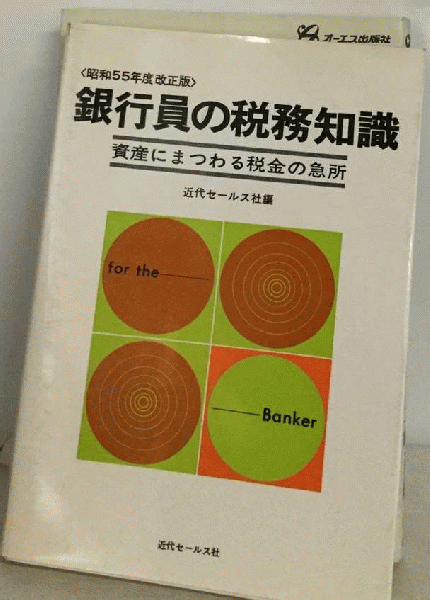 オーエス出版社
〈昭和55年度改正版〉
銀行員の税務知識
資産にまつわる税金の急所
近代セールス社編
for the
Banker
近代セールス社